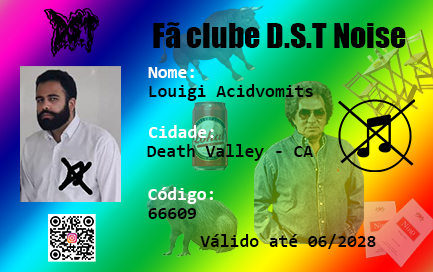 Fã clube D.S.T Noise
Nome:
Louigi Acidvomits
Cidade:
Death Valley - CA
Código:
66609
Válido até 06/2028